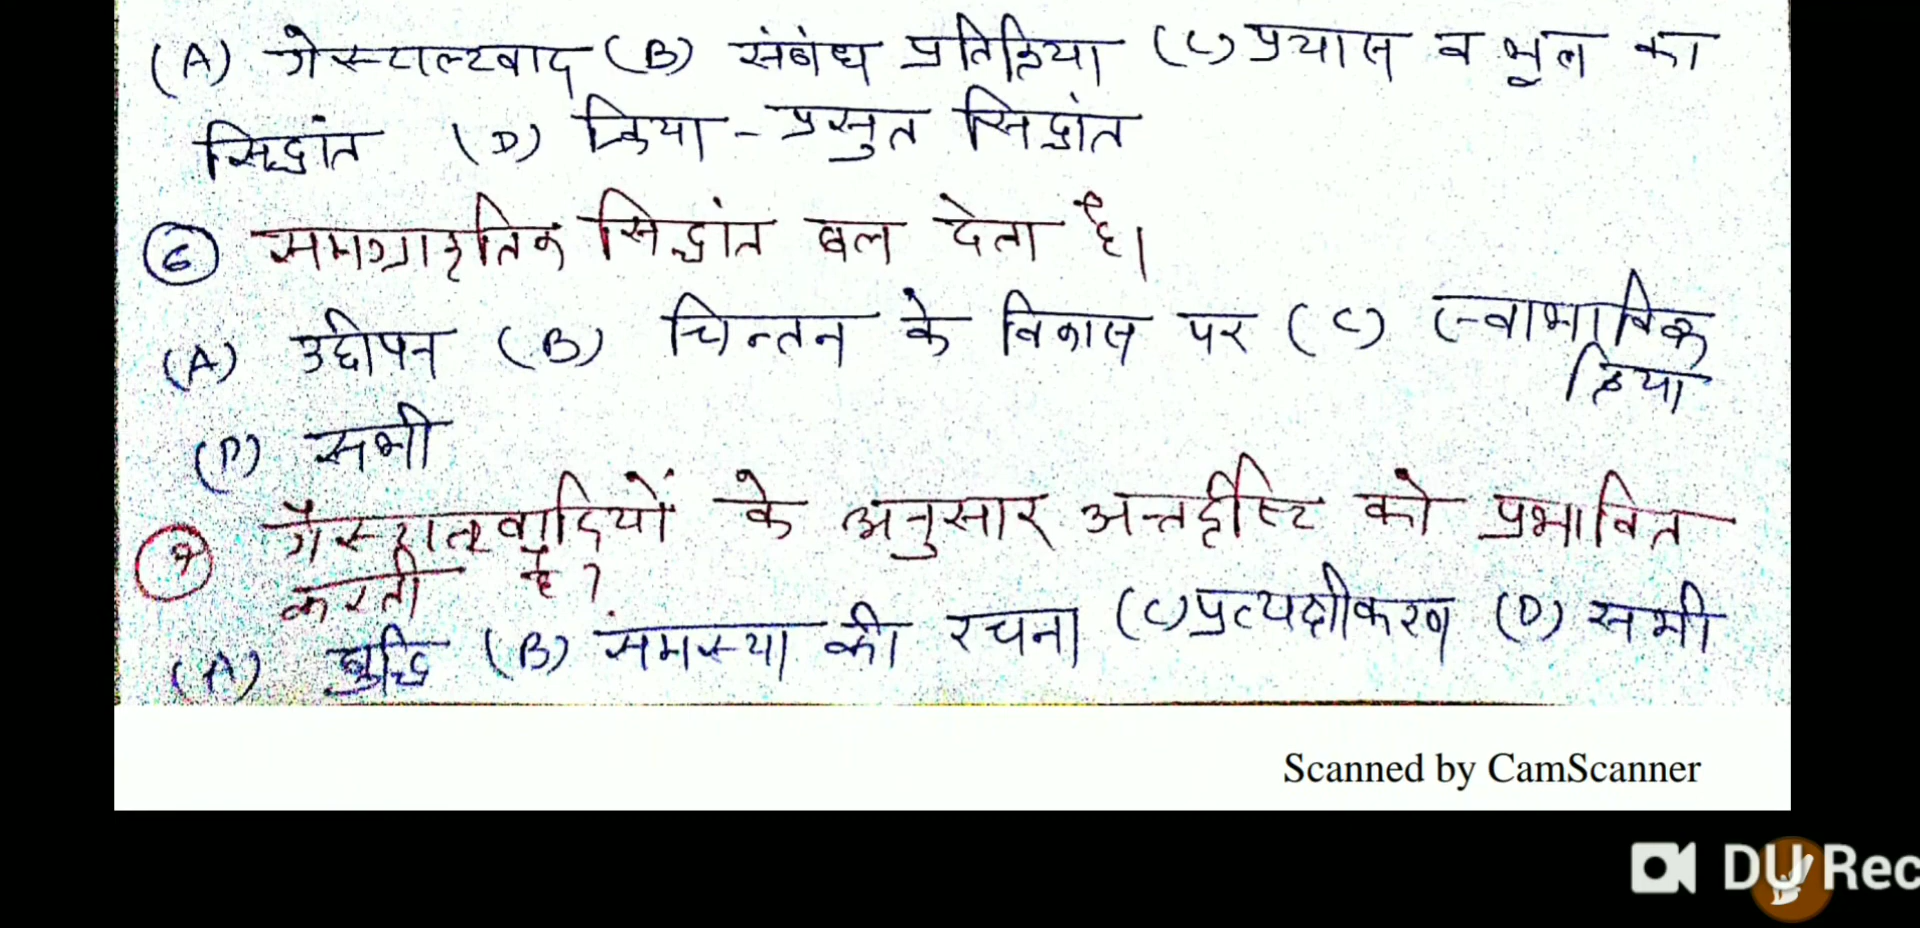 (A) गेस्टाल्टवाद (B) संबंध प्रतिक्रिया (C) प्रयास व भूल का
सिद्धांत (D) क्रिया - प्रसुत सिद्धांत
6 समग्राकृतिक सिद्धांत बल देता है।
(A) उद्दीपन (B) चिन्तन के विकास पर (C) स्वाभाविक
क्रिया
(D) सभी
7 गैस्टाल्टवादियों के अनुसार अन्तर्दृष्टि को प्रभावित
करती है?
(A) बुद्धि (B) समस्या की रचना (C) प्रत्यक्षीकरण (D) सभी
Scanned by CamScanner
DU Rec